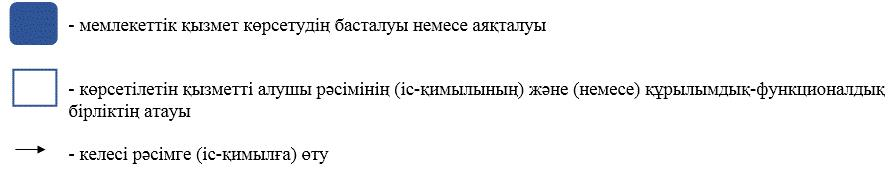 - мемлекеттік қызмет көрсетудің басталуы немесе аяқталуы
- көрсетілетін қызметті алушы рәсімінің (іс-қимылының) және (немесе) құрылымдық-функционалдық
бірліктің атауы
- келесі рәсімге (іс-қимылға) өту